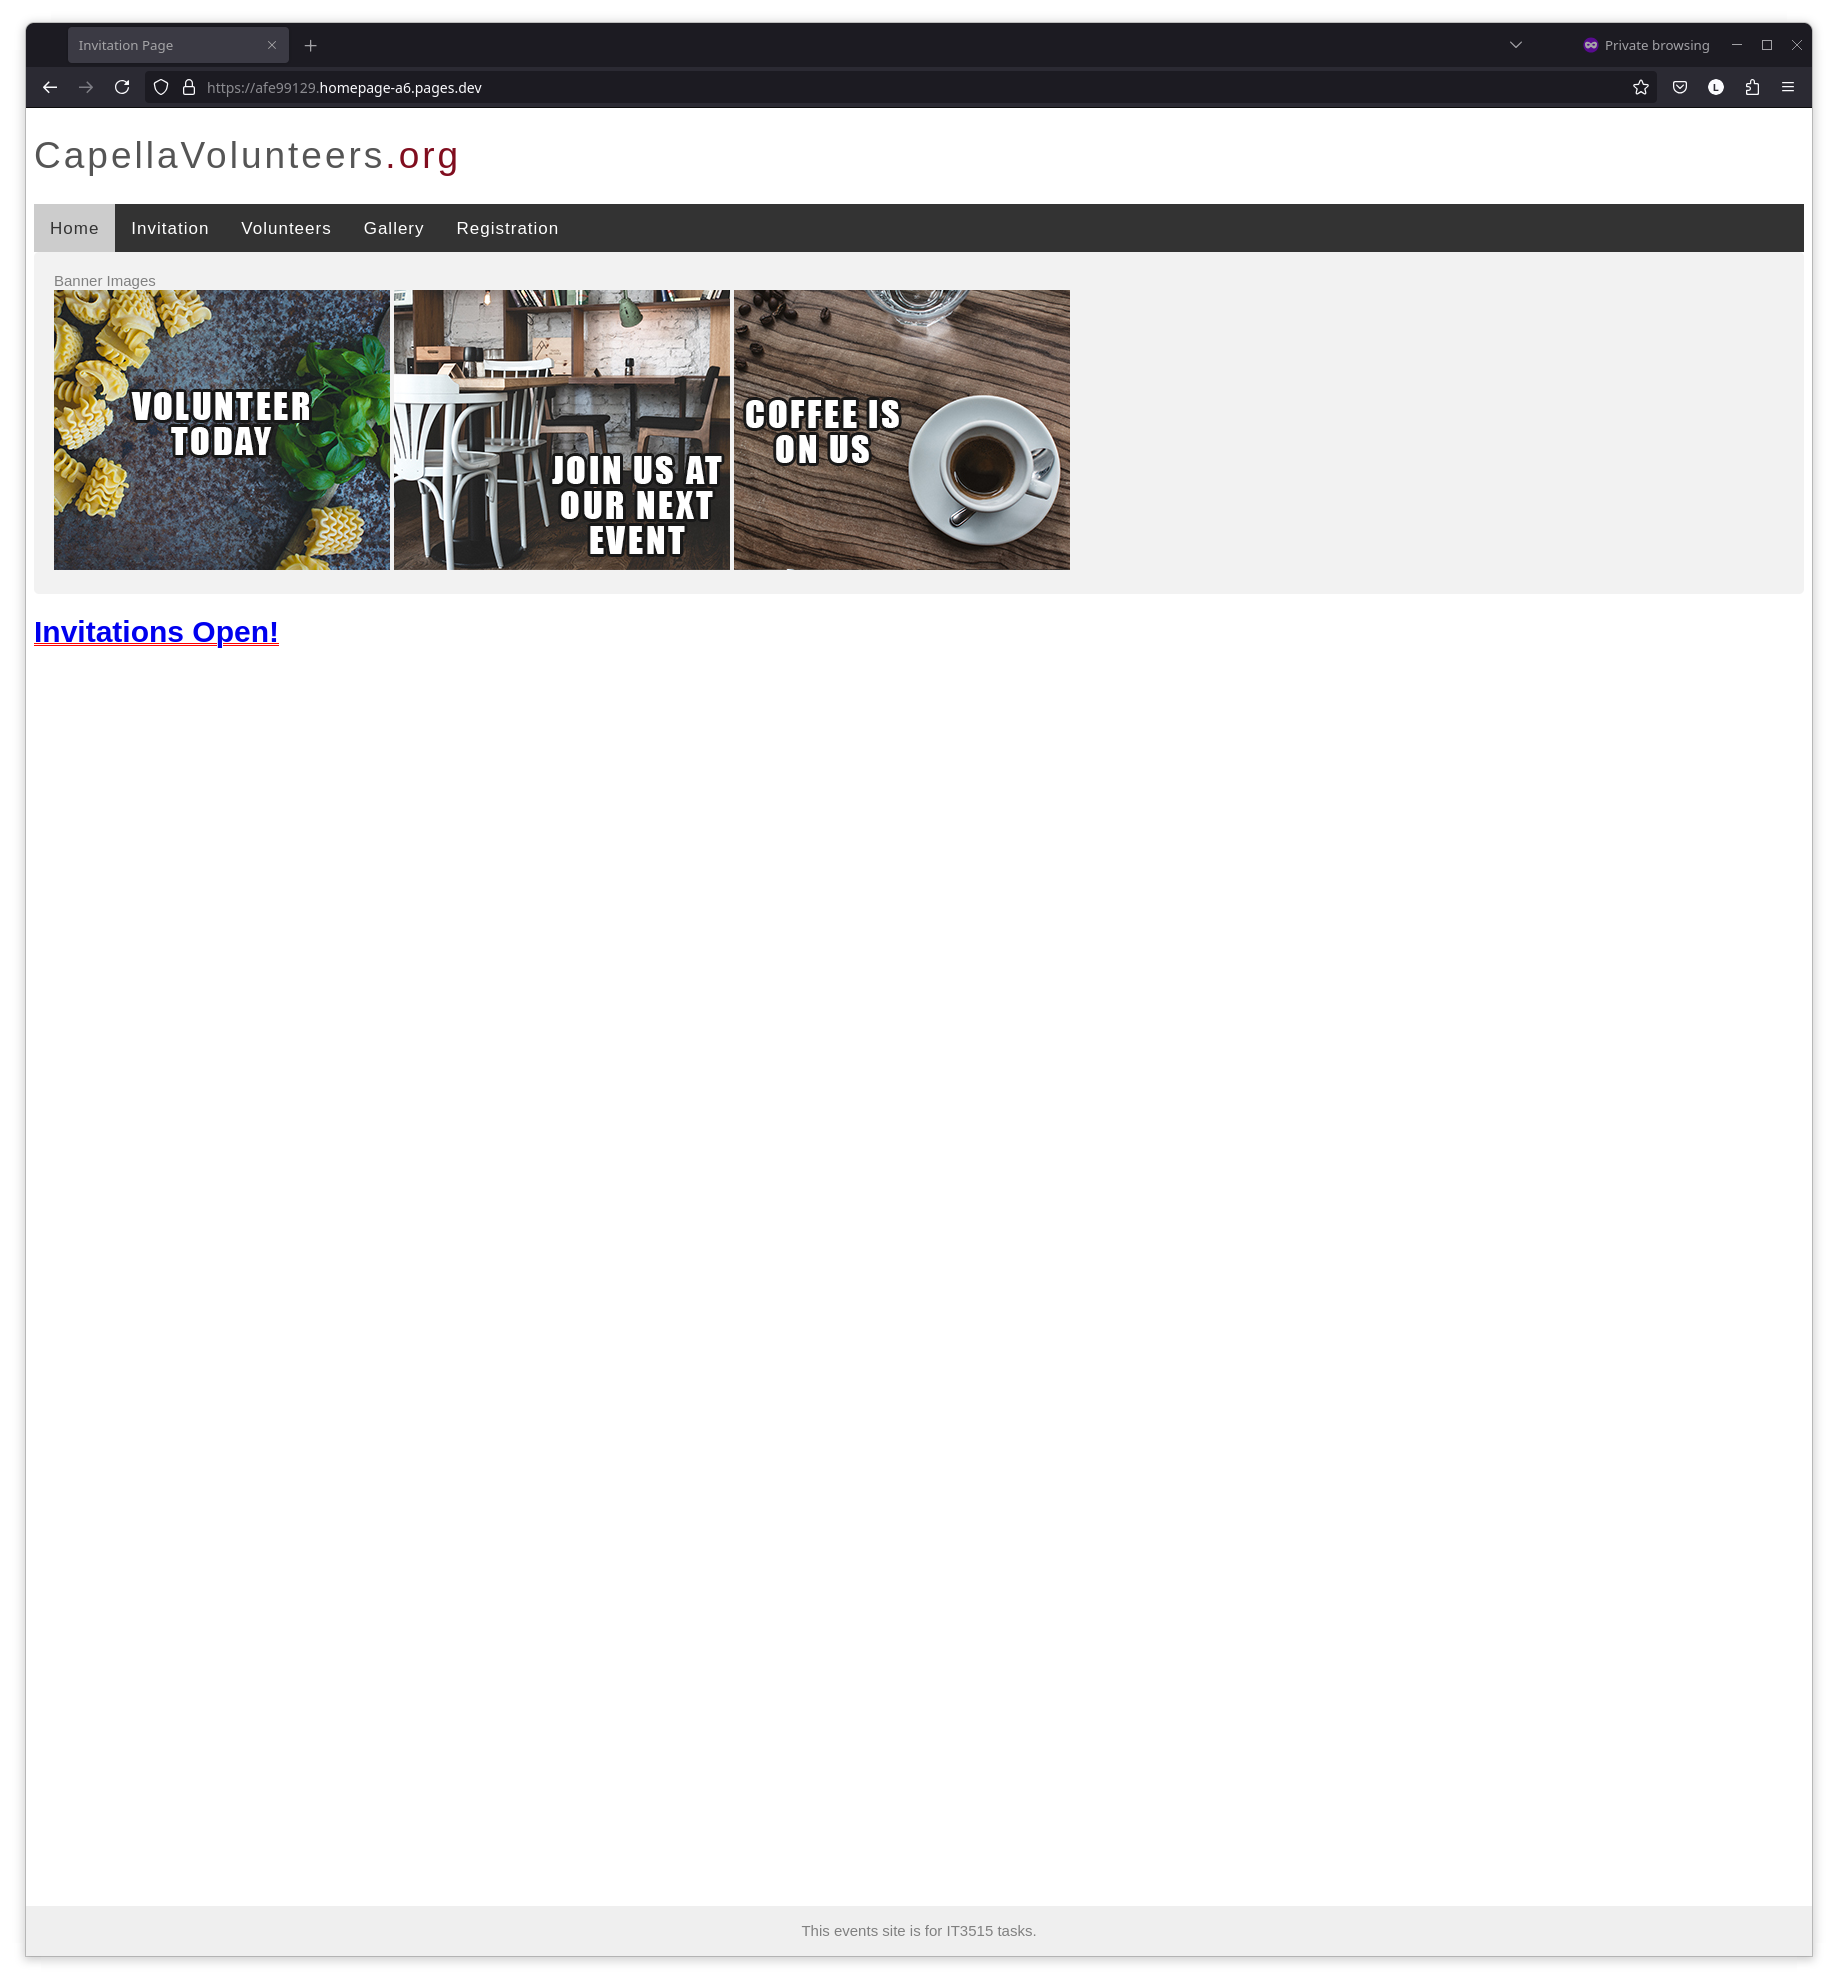 Invitation Page
Private browsing
https://afe99129.homepage-a6.pages.dev
L
CapellaVolunteers.org
Home Invitation Volunteers Gallery Registration
Banner Images
VOLUNTEER
TODAY
JOIN US AT
OUR NEXT
EVENT
COFFEE IS
ON US
Invitations Open!
This events site is for IT3515 tasks.